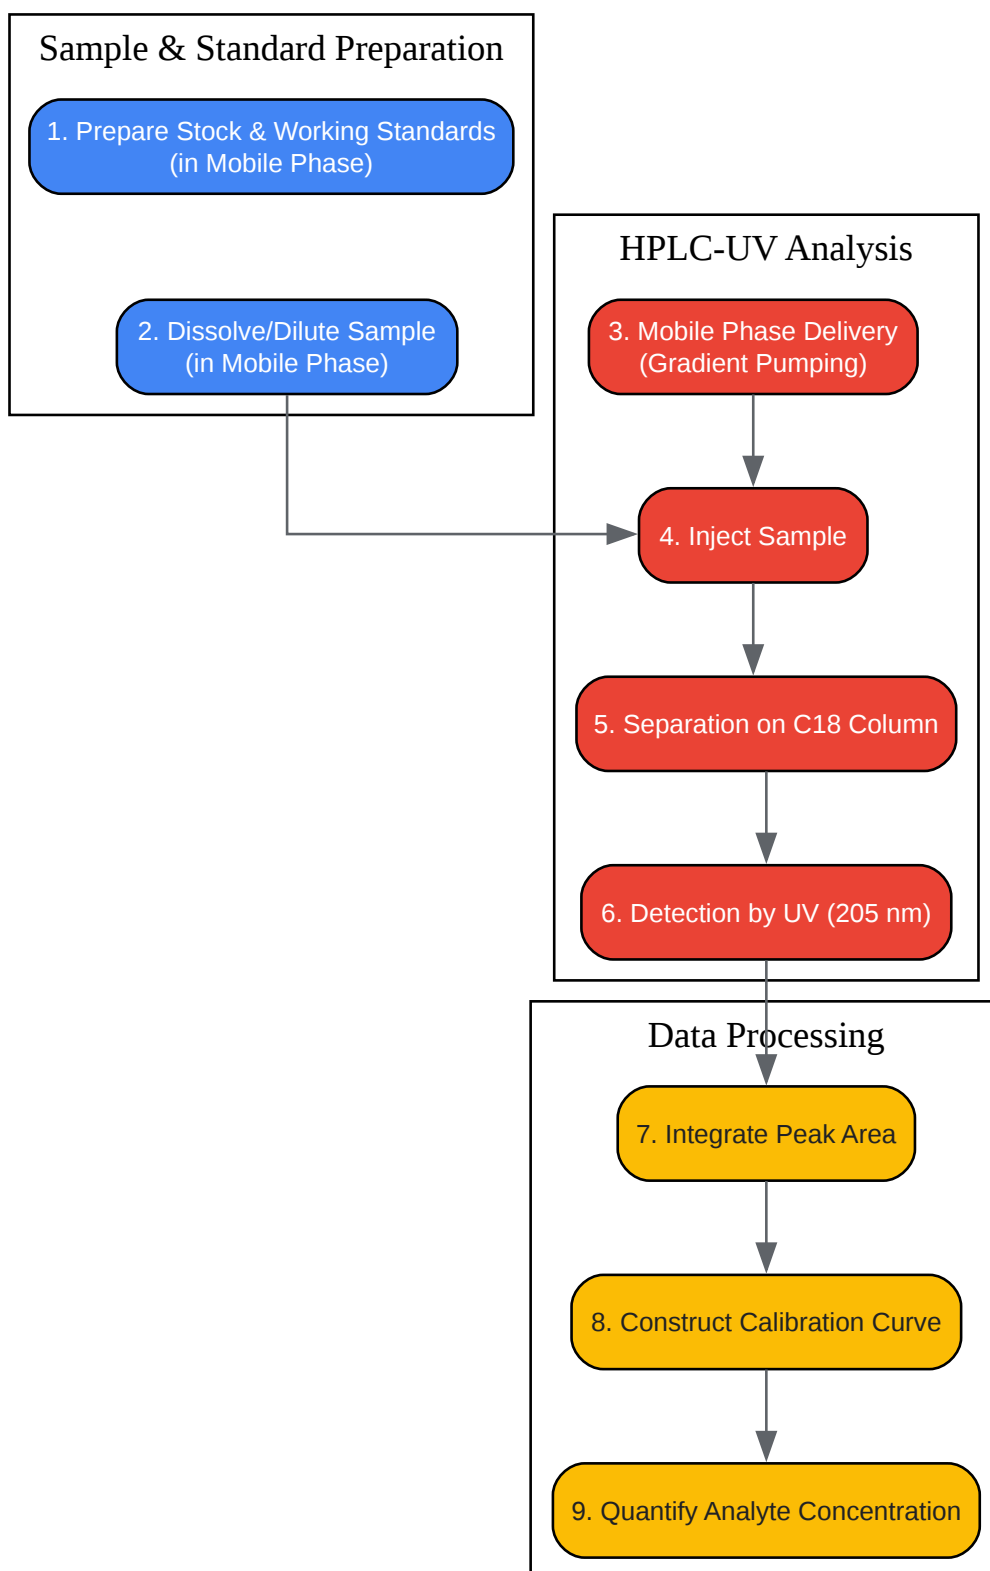 Sample & Standard Preparation
1. Prepare Stock & Working Standards
(in Mobile Phase)
2. Dissolve/Dilute Sample
(in Mobile Phase)
HPLC-UV Analysis
3. Mobile Phase Delivery
(Gradient Pumping)
4. Inject Sample
5. Separation on C18 Column
6. Detection by UV (205 nm)
Data Processing
7. Integrate Peak Area
8. Construct Calibration Curve
9. Quantify Analyte Concentration